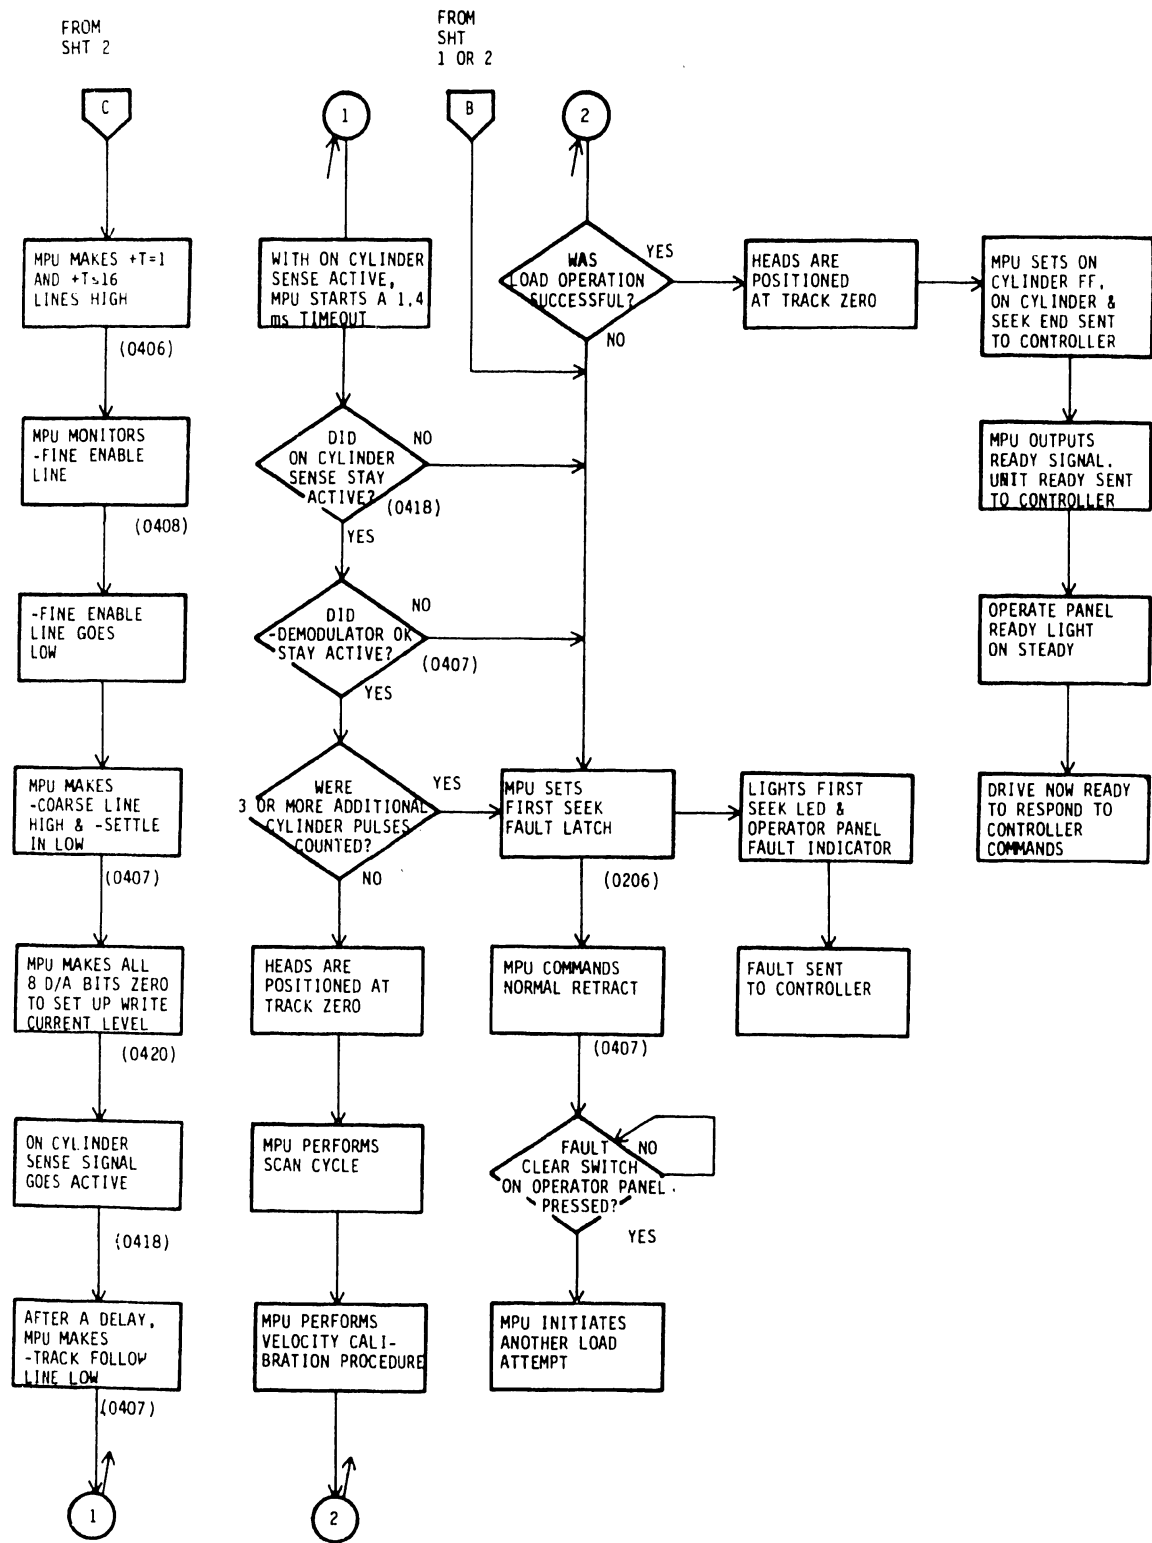 FROM
SHT 2
C
MPU MAKES +T=1
AND +T≤16
LINES HIGH
(0406)
MPU MONITORS
-FINE ENABLE
LINE
(0408)
-FINE ENABLE
LINE GOES
LOW
MPU MAKES
-COARSE LINE
HIGH & -SETTLE
IN LOW
(0407)
MPU MAKES ALL
8 D/A BITS ZERO
TO SET UP WRITE
CURRENT LEVEL
(0420)
ON CYLINDER
SENSE SIGNAL
GOES ACTIVE
(0418)
AFTER A DELAY,
MPU MAKES
-TRACK FOLLOW
LINE LOW
(0407)
1
1
WITH ON CYLINDER
SENSE ACTIVE,
MPU STARTS A 1.4
ms TIMEOUT
DID
ON CYLINDER
SENSE STAY
ACTIVE?
NO
(0418)
YES
DID
-DEMODULATOR OK
STAY ACTIVE?
NO
(0407)
YES
WERE
3 OR MORE ADDITIONAL
CYLINDER PULSES
COUNTED?
YES
NO
HEADS ARE
POSITIONED AT
TRACK ZERO
MPU PERFORMS
SCAN CYCLE
MPU PERFORMS
VELOCITY CALI-
BRATION PROCEDURE
2
FROM
SHT
1 OR 2
B
2
WAS
LOAD OPERATION
SUCCESSFUL?
YES
NO
MPU SETS
FIRST SEEK
FAULT LATCH
(0206)
MPU COMMANDS
NORMAL RETRACT
(0407)
FAULT
CLEAR SWITCH
ON OPERATOR PANEL
PRESSED?
NO
YES
MPU INITIATES
ANOTHER LOAD
ATTEMPT
HEADS ARE
POSITIONED
AT TRACK ZERO
LIGHTS FIRST
SEEK LED &
OPERATOR PANEL
FAULT INDICATOR
FAULT SENT
TO CONTROLLER
MPU SETS ON
CYLINDER FF,
ON CYLINDER &
SEEK END SENT
TO CONTROLLER
MPU OUTPUTS
READY SIGNAL.
UNIT READY SENT
TO CONTROLLER
OPERATE PANEL
READY LIGHT
ON STEADY
DRIVE NOW READY
TO RESPOND TO
CONTROLLER
COMMANDS